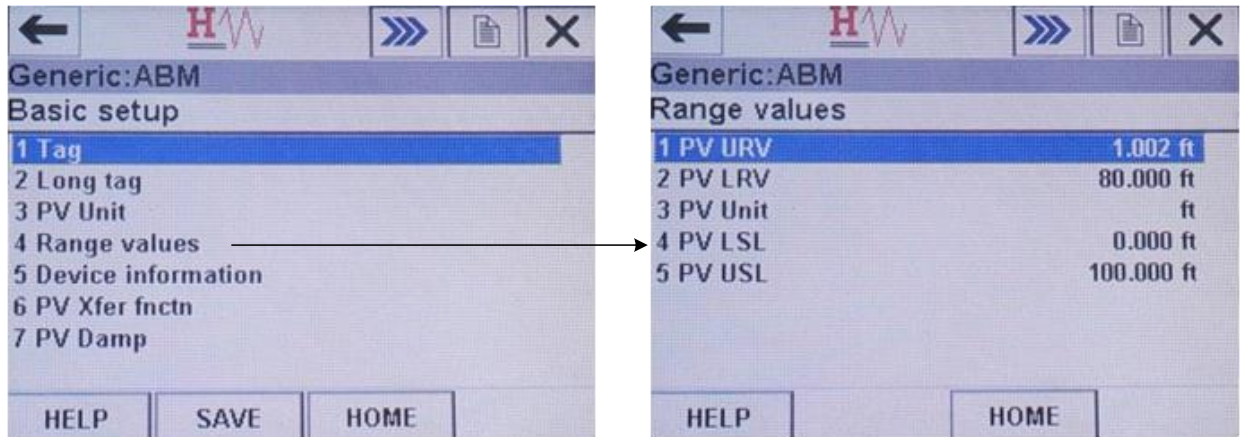 H
Generic:ABM
Basic setup
1 Tag
2 Long tag
3 PV Unit
4 Range values
5 Device information
6 PV Xfer fnctn
7 PV Damp
HELP SAVE HOME
H
Generic:ABM
Range values
1 PV URV 1.002 ft
2 PV LRV 80.000 ft
3 PV Unit ft
4 PV LSL 0.000 ft
5 PV USL 100.000 ft
HELP HOME